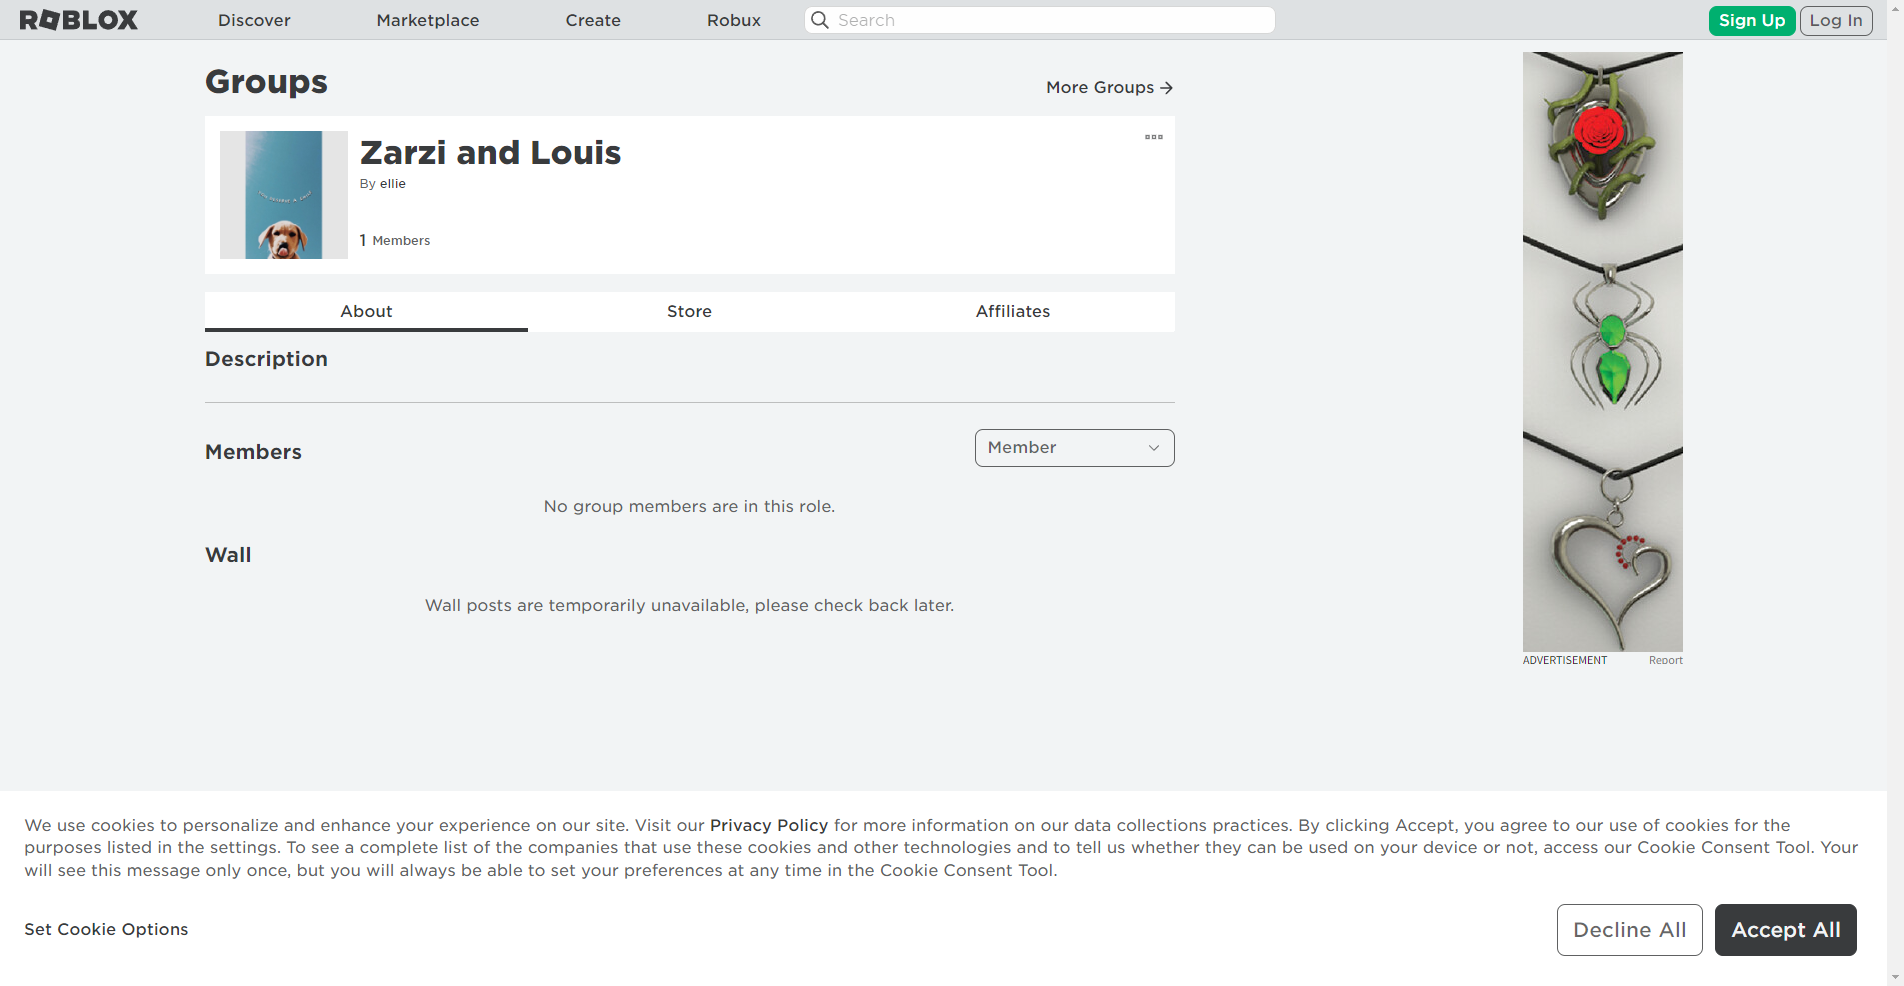 ROBLOX
Discover
Marketplace
Create
Robux
Search
Sign Up
Log In
Groups
More Groups
Zarzi and Louis
By ellie
1 Members
About
Store
Affiliates
Description
Members
Member
No group members are in this role.
Wall
Wall posts are temporarily unavailable, please check back later.
ADVERTISEMENT
Report
We use cookies to personalize and enhance your experience on our site. Visit our Privacy Policy for more information on our data collections practices. By clicking Accept, you agree to our use of cookies for the
purposes listed in the settings. To see a complete list of the companies that use these cookies and other technologies and to tell us whether they can be used on your device or not, access our Cookie Consent Tool. Your
will see this message only once, but you will always be able to set your preferences at any time in the Cookie Consent Tool.
Set Cookie Options
Decline All
Accept All